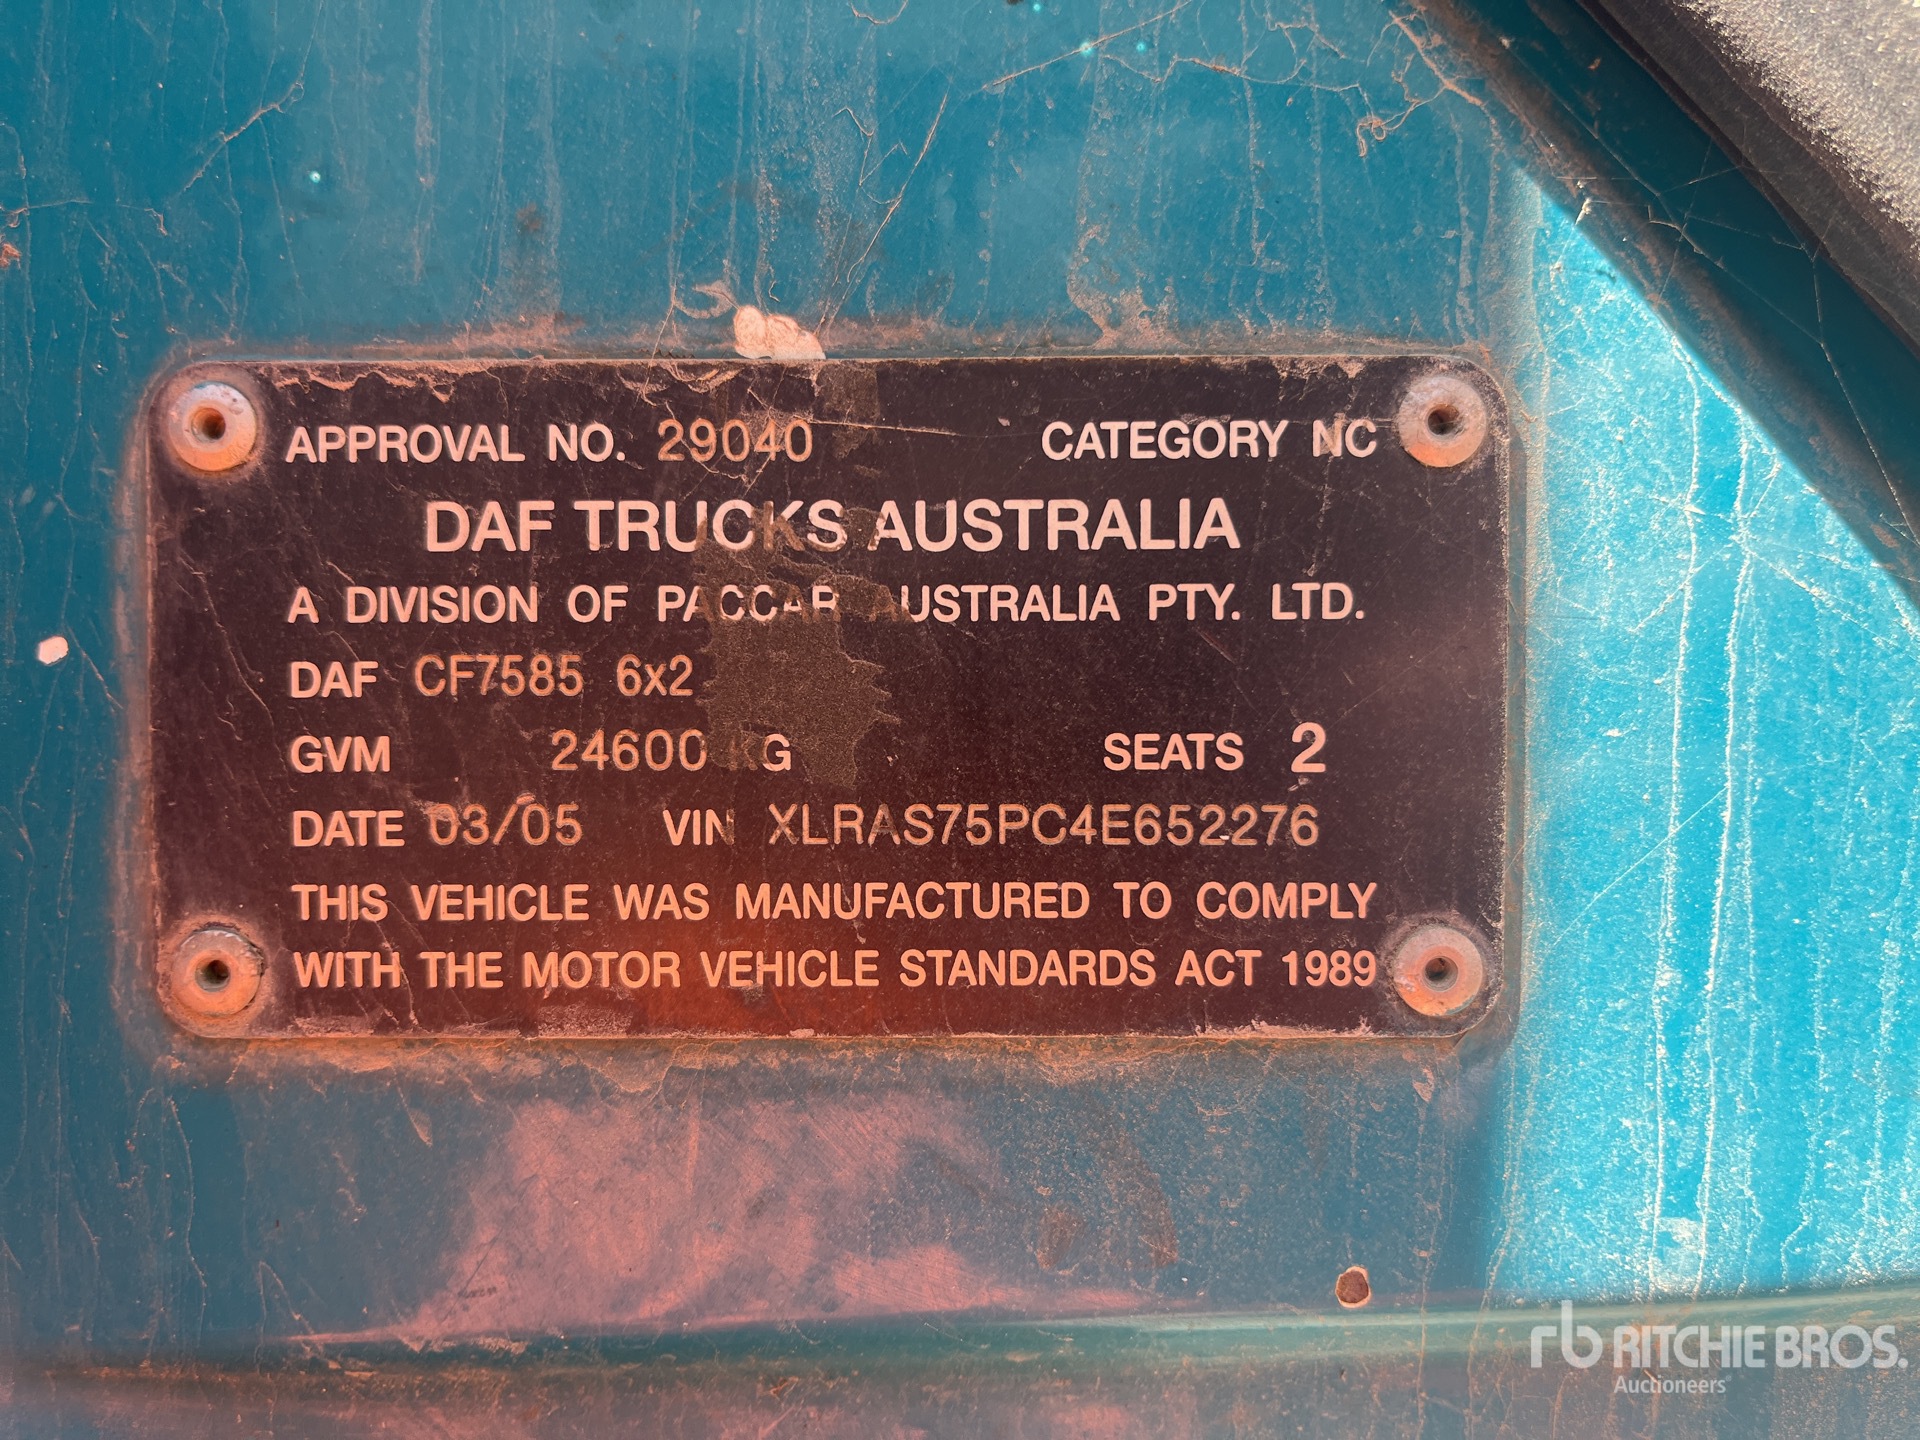 APPROVAL NO. 29040 CATEGORY NC
DAF TRUCKS AUSTRALIA
A DIVISION OF PACCAR AUSTRALIA PTY. LTD.
DAF CF7585 6x2
GVM 24600 KG SEATS 2
DATE 03/05 VIN XLRAS75PC4E652276
THIS VEHICLE WAS MANUFACTURED TO COMPLY
WITH THE MOTOR VEHICLE STANDARDS ACT 1989
rb RITCHIE BROS.
Auctioneers